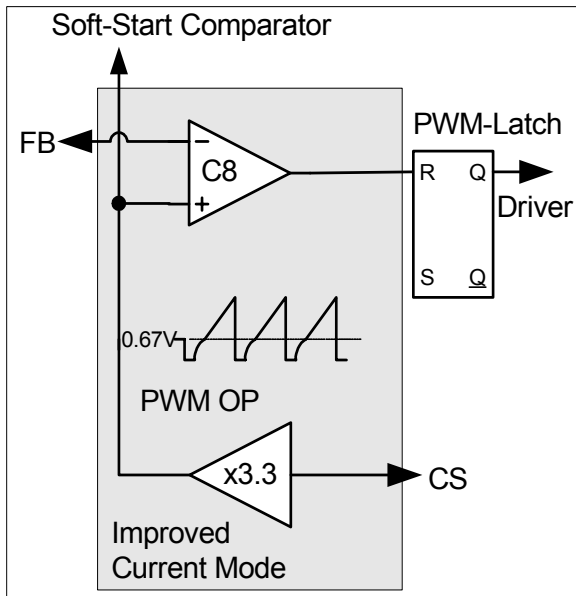 Soft-Start Comparator
FB
PWM-Latch
C8
R Q
Driver
S Q
0.67V
PWM OP
x3.3
CS
Improved
Current Mode